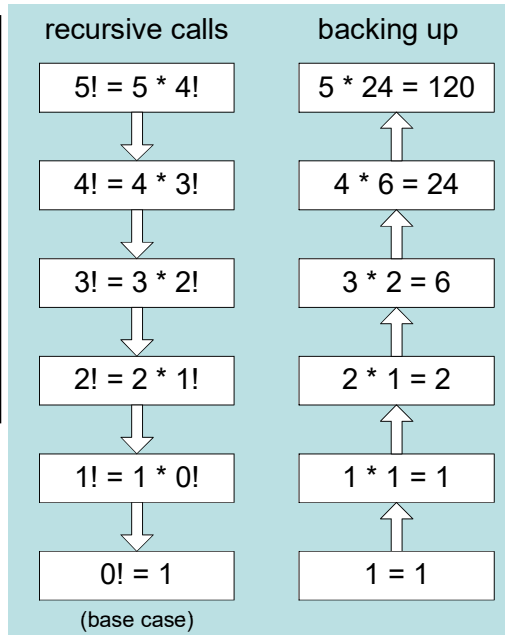 recursive calls
5! = 5 * 4!
4! = 4 * 3!
3! = 3 * 2!
2! = 2 * 1!
1! = 1 * 0!
0! = 1
(base case)
backing up
5 * 24 = 120
4 * 6 = 24
3 * 2 = 6
2 * 1 = 2
1 * 1 = 1
1 = 1